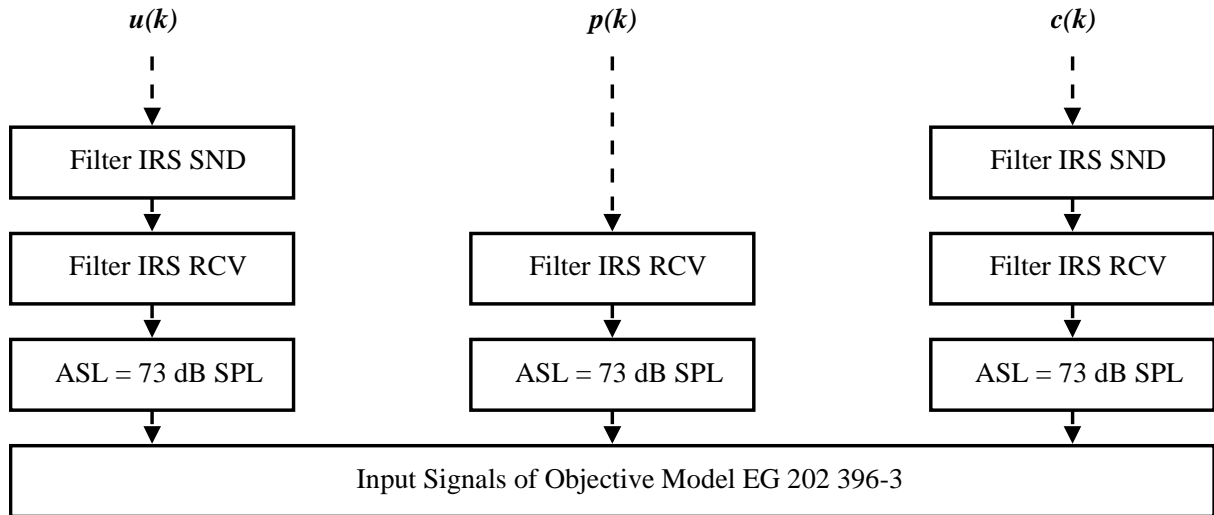 u(k) p(k) c(k)
Filter IRS SND Filter IRS SND
Filter IRS RCV Filter IRS RCV Filter IRS RCV
ASL = 73 dB SPL ASL = 73 dB SPL ASL = 73 dB SPL
Input Signals of Objective Model EG 202 396-3